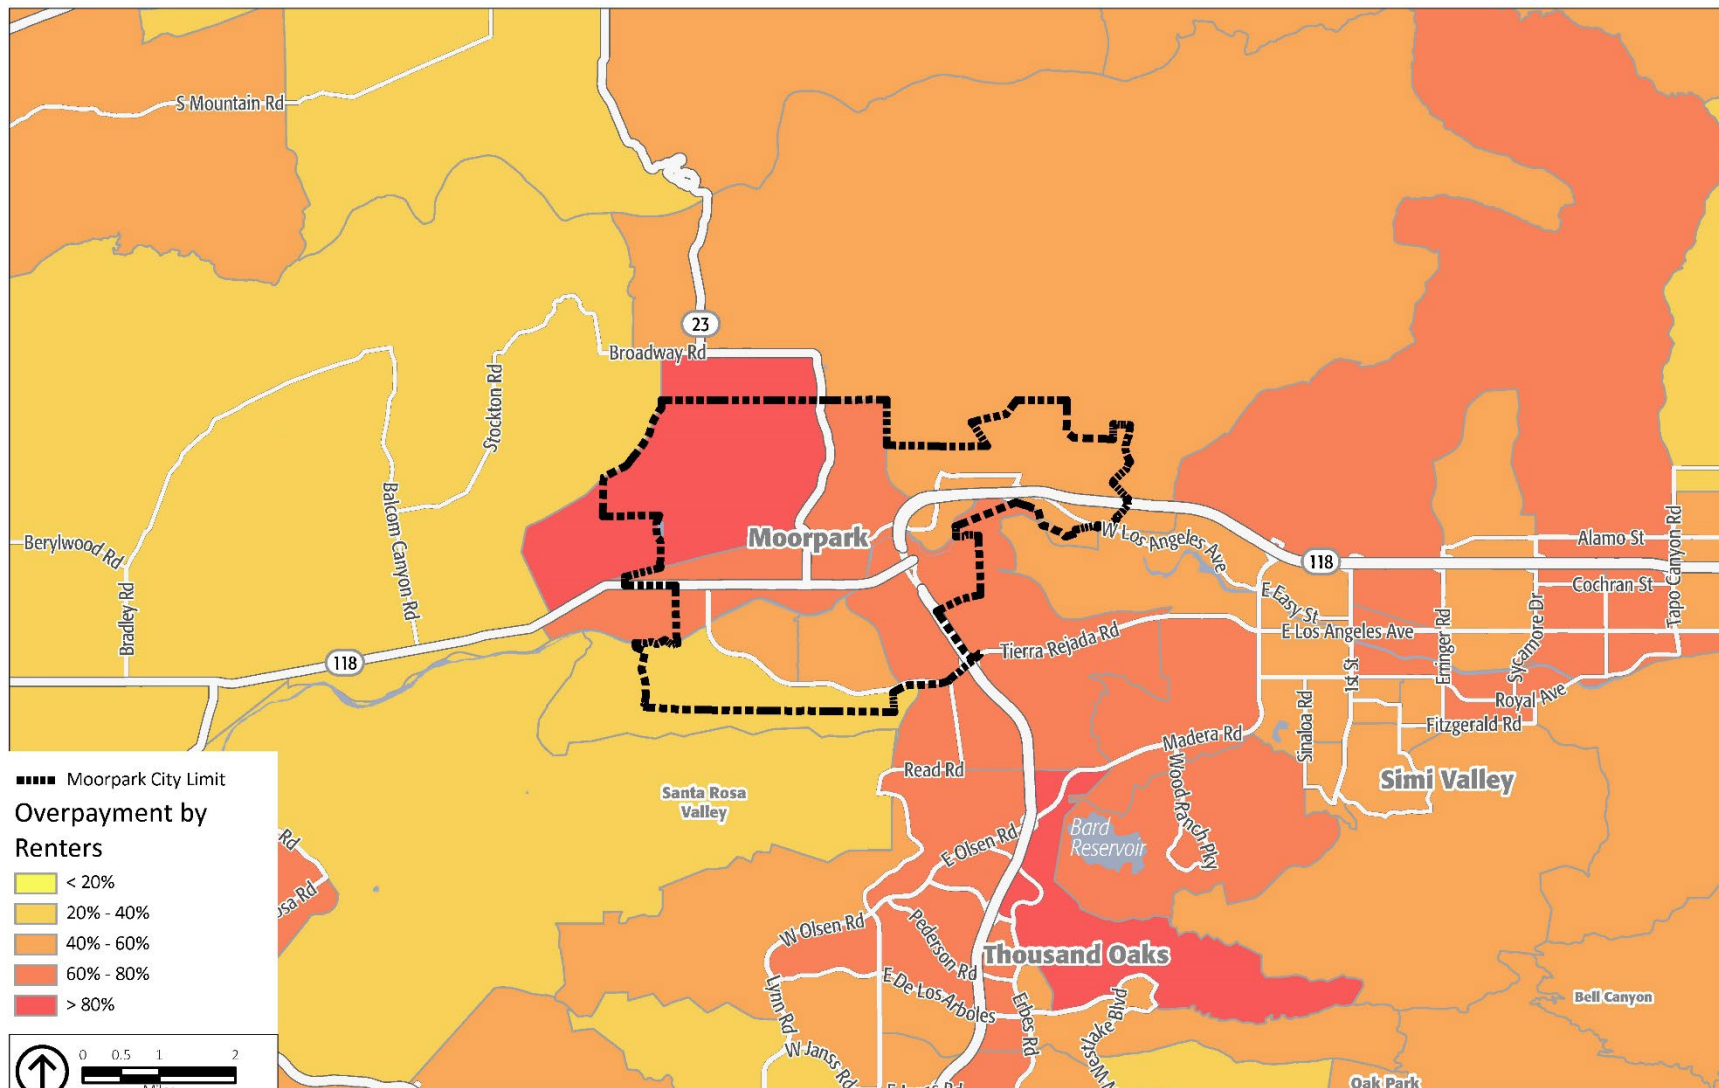 S Mountain Rd
23
Broadway Rd
Stockton Rd
Balcom Canyon Rd
Berylwood Rd
Bradley Rd
Moorpark
W Los Angeles Ave
118
Alamo St
Cochran St
Tapo Canyon Rd
E Easy St
E Los Angeles Ave
Erringer Rd
Sycamore Dr
1st St
Tierra Rejada Rd
118
Royal Ave
Fitzgerald Rd
Sinaloa Rd
Madera Rd
Wood Ranch Pky
Simi Valley
Read Rd
Santa Rosa
Valley
Bard
Reservoir
E Olsen Rd
W Olsen Rd
Pederson Rd
Thousand Oaks
E De Los Arboles
Erbes Rd
Westlake Blvd
Lynn Rd
W Janss Rd
Bell Canyon
Oak Park
Moorpark City Limit
Overpayment by
Renters
< 20%
20% - 40%
40% - 60%
60% - 80%
> 80%
0 0.5 1 2
Miles